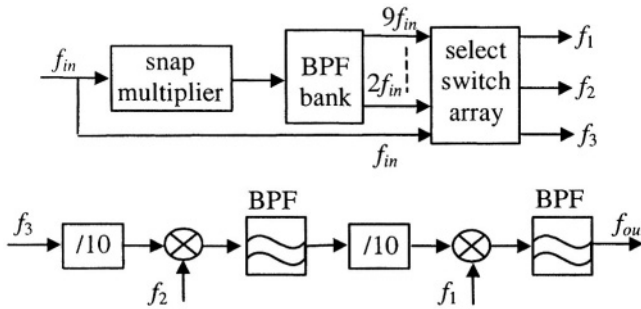 f_in
snap multiplier
BPF bank
9f_in
2f_in
f_in
select switch array
f_1
f_2
f_3
f_3
/10
f_2
BPF
/10
f_1
BPF
f_ou